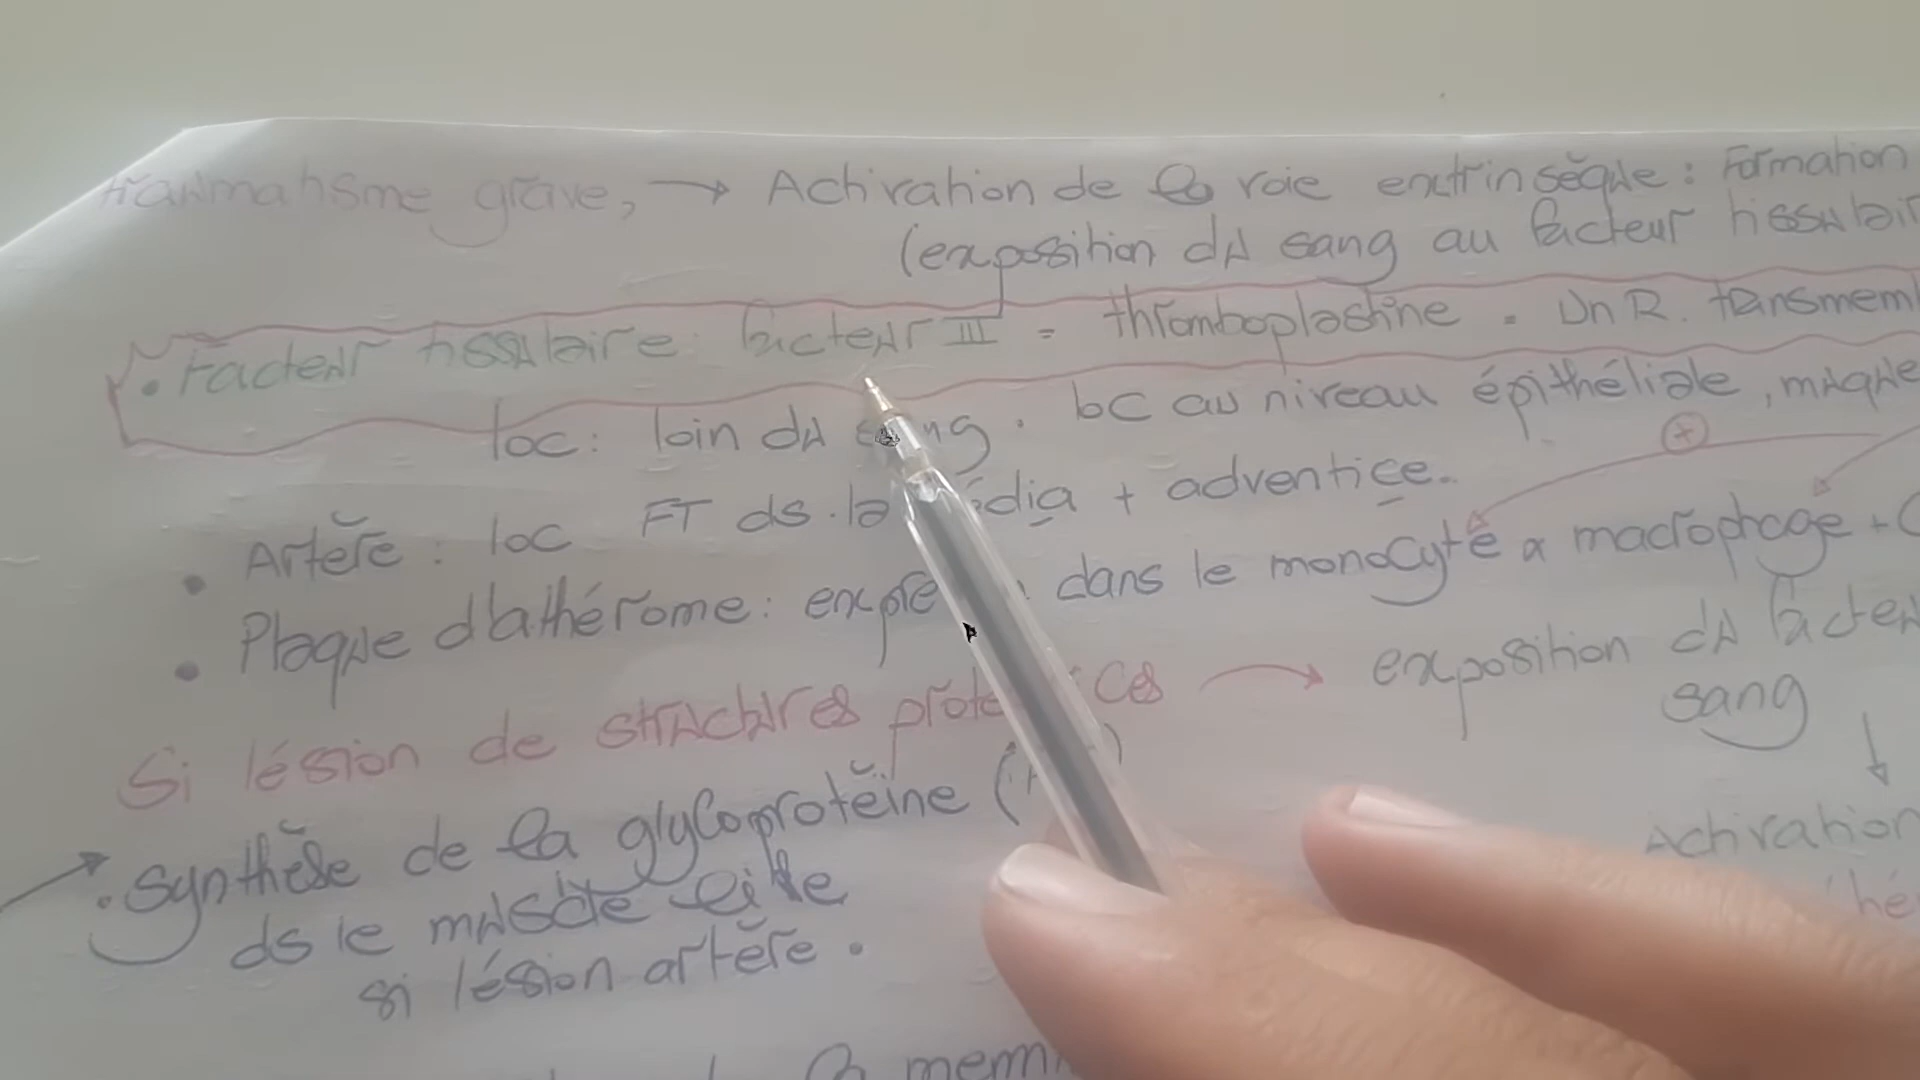 traumatisme grave, → Activation de la voie extrinsèque : Formation
(exposition du sang au facteur tissulair
• Facteur tissulaire : facteur III = thromboplastine = Un R. transmem
loc : loin du sang . bc au niveau épithéliale , muque
• Artère : loc FT ds la média + adventice.
• Plaque d'athérome : dans le monocyte macrophage +
Si lésion de structures → exposition du facteu
sang
↓
• Synthèse de la glycoprotéine (
Activation
ds le muscle lisse
si lésion artère .
mem